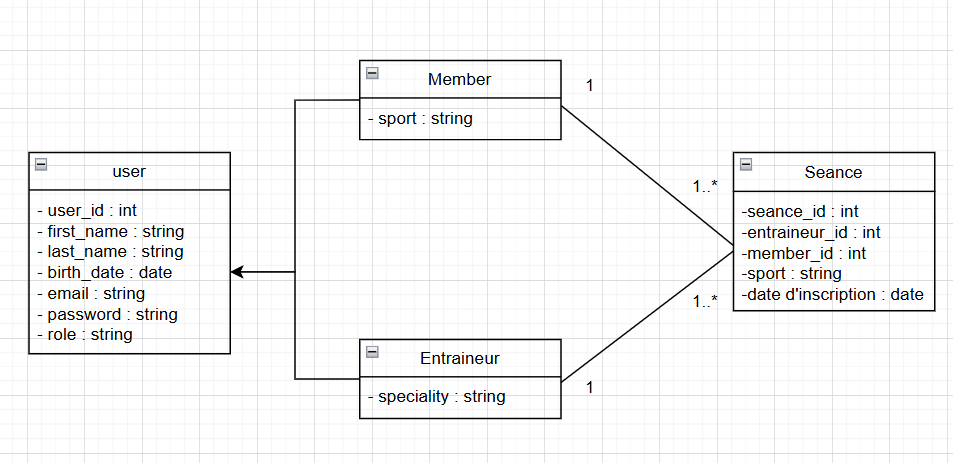 user
- user_id : int
- first_name : string
- last_name : string
- birth_date : date
- email : string
- password : string
- role : string
Member
- sport : string
1
1..*
Entraineur
- speciality : string
1
1..*
Seance
-seance_id : int
-entraineur_id : int
-member_id : int
-sport : string
-date d'inscription : date